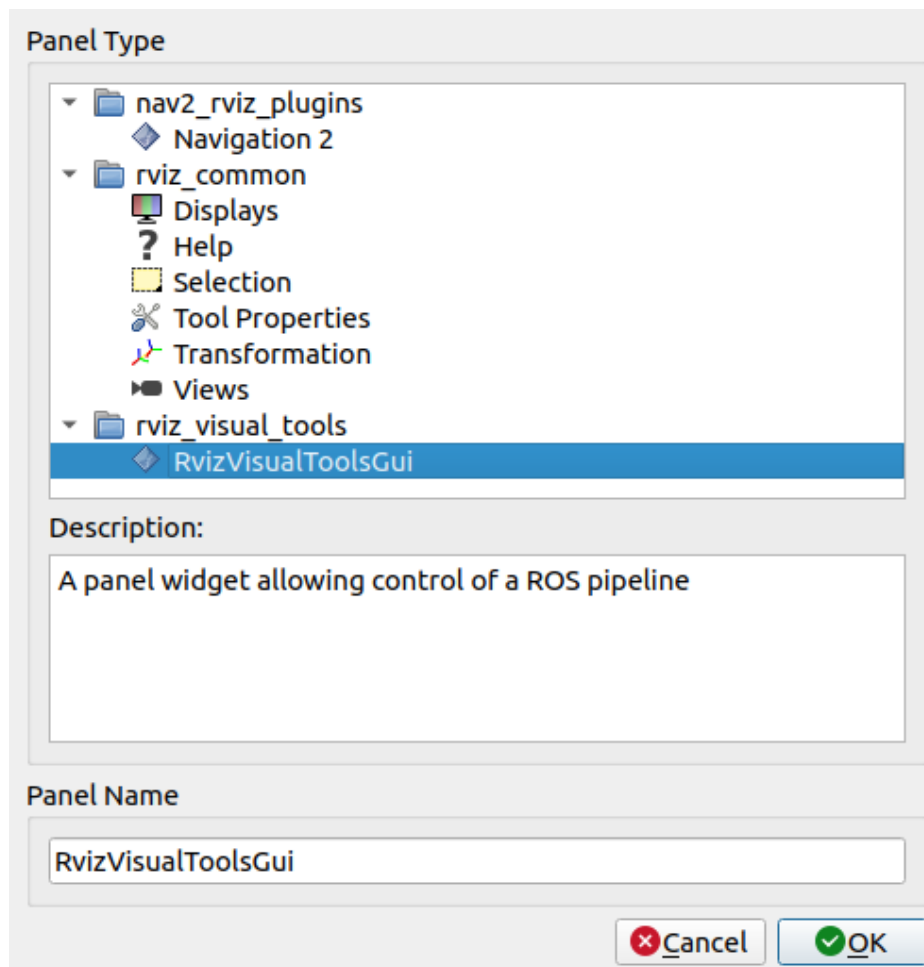 Panel Type
nav2_rviz_plugins
Navigation 2
rviz_common
Displays
Help
Selection
Tool Properties
Transformation
Views
rviz_visual_tools
RvizVisualToolsGui
Description:
A panel widget allowing control of a ROS pipeline
Panel Name
RvizVisualToolsGui
Cancel OK